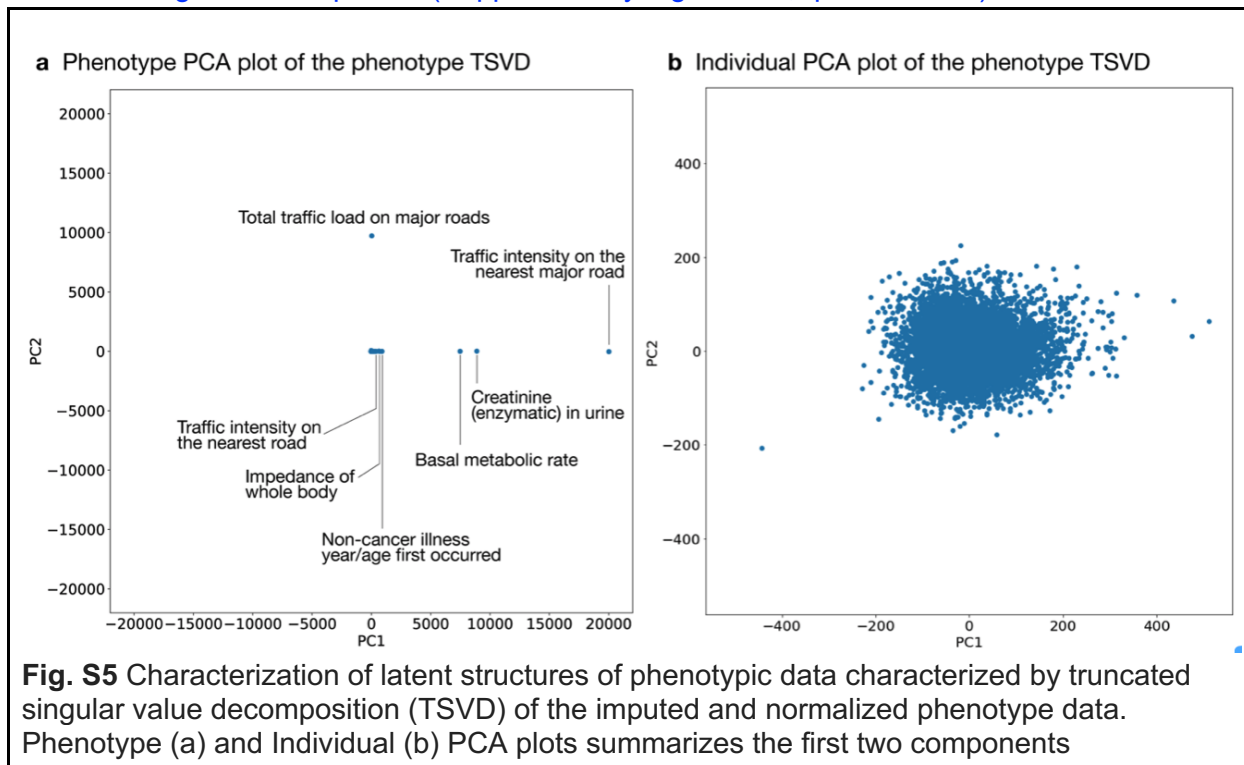 a Phenotype PCA plot of the phenotype TSVD
20000
15000
10000
5000
0
−5000
−10000
−15000
−20000
PC2
Total traffic load on major roads
Traffic intensity on the
nearest major road
Creatinine
(enzymatic) in urine
Basal metabolic rate
Traffic intensity on
the nearest road
Impedance of
whole body
Non-cancer illness
year/age first occurred
−20000 −15000 −10000 −5000 0 5000 10000 15000 20000
PC1
b Individual PCA plot of the phenotype TSVD
400
200
0
−200
−400
PC2
−400 −200 0 200 400
PC1
Fig. S5 Characterization of latent structures of phenotypic data characterized by truncated
singular value decomposition (TSVD) of the imputed and normalized phenotype data.
Phenotype (a) and Individual (b) PCA plots summarizes the first two components